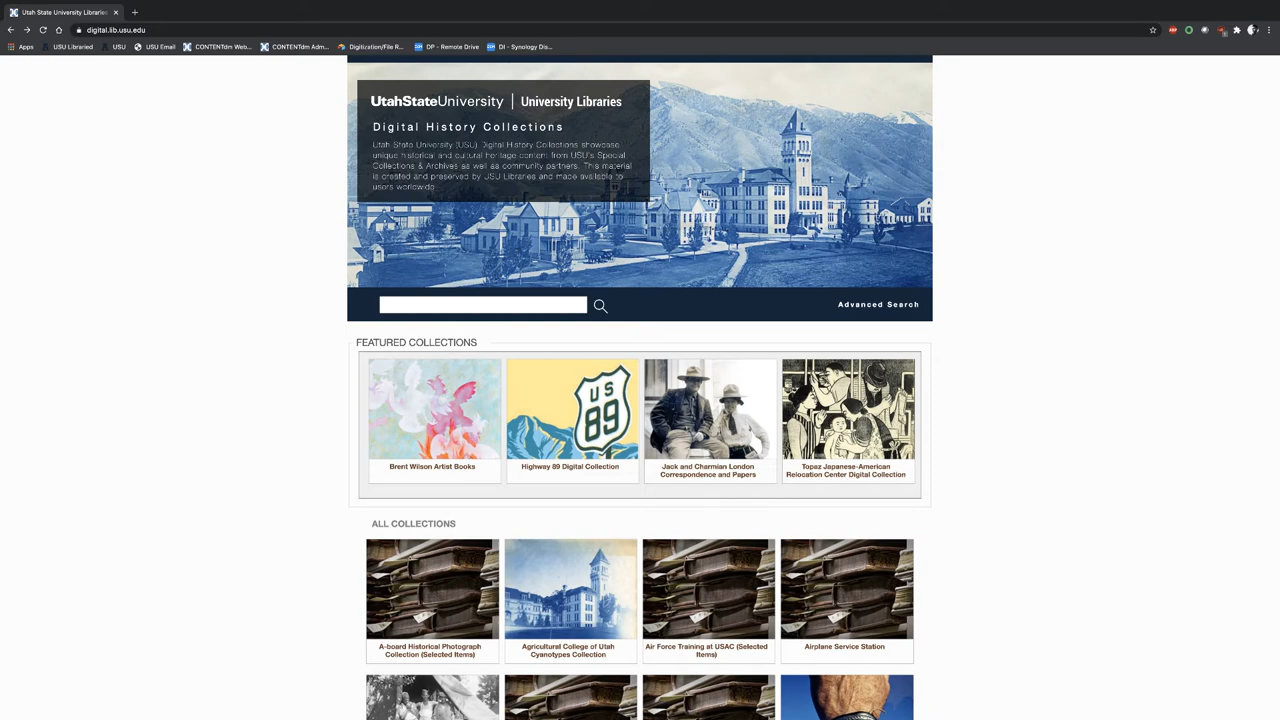 Utah State University Libraries
digital.lib.usu.edu
Apps USU Libraried USU USU Email CONTENTdm Web... CONTENTdm Adm... Digitization/File R... DP - Remote Drive DI - Synology Dis...
UtahStateUniversity | University Libraries
Digital History Collections
Utah State University (USU) Digital History Collections showcase
unique historical and cultural heritage content from USU's Special
Collections & Archives as well as community partners. This material
is created and preserved by USU Libraries and made available to
users worldwide.
Advanced Search
FEATURED COLLECTIONS
US
89
Brent Wilson Artist Books
Highway 89 Digital Collection
Jack and Charmian London
Correspondence and Papers
Topaz Japanese-American
Relocation Center Digital Collection
ALL COLLECTIONS
A-board Historical Photograph
Collection (Selected Items)
Agricultural College of Utah
Cyanotypes Collection
Air Force Training at USAC (Selected
Items)
Airplane Service Station